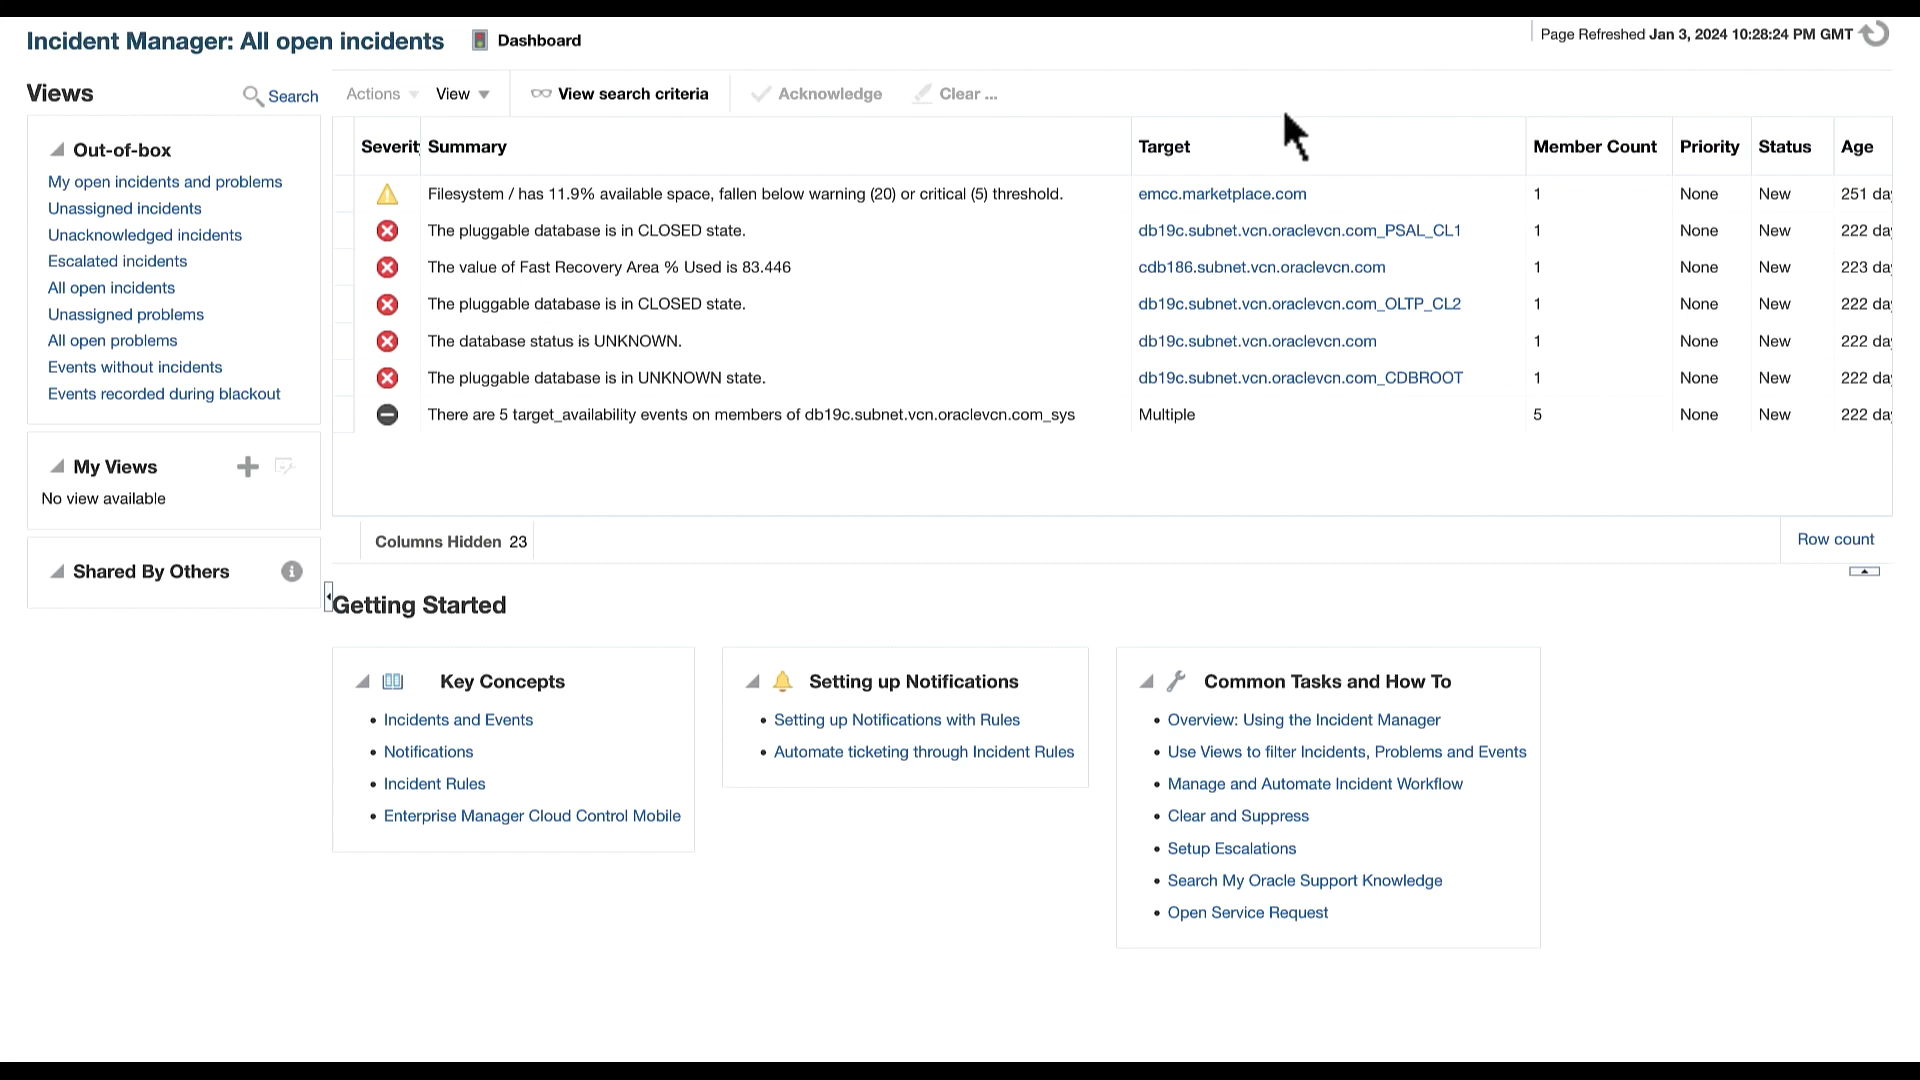 Incident Manager: All open incidents
Dashboard
Page Refreshed Jan 3, 2024 10:28:24 PM GMT
Views
Search
Actions
View
View search criteria
Acknowledge
Clear ...
Out-of-box
My open incidents and problems
Unassigned incidents
Unacknowledged incidents
Escalated incidents
All open incidents
Unassigned problems
All open problems
Events without incidents
Events recorded during blackout
My Views
No view available
Shared By Others
Severit Summary Target Member Count Priority Status Age
Filesystem / has 11.9% available space, fallen below warning (20) or critical (5) threshold. emcc.marketplace.com 1 None New 251 da
The pluggable database is in CLOSED state. db19c.subnet.vcn.oraclevcn.com_PSAL_CL1 1 None New 222 da
The value of Fast Recovery Area % Used is 83.446 cdb186.subnet.vcn.oraclevcn.com 1 None New 223 da
The pluggable database is in CLOSED state. db19c.subnet.vcn.oraclevcn.com_OLTP_CL2 1 None New 222 da
The database status is UNKNOWN. db19c.subnet.vcn.oraclevcn.com 1 None New 222 da
The pluggable database is in UNKNOWN state. db19c.subnet.vcn.oraclevcn.com_CDBROOT 1 None New 222 da
There are 5 target_availability events on members of db19c.subnet.vcn.oraclevcn.com_sys Multiple 5 None New 222 da
Columns Hidden 23
Row count
Getting Started
Key Concepts
• Incidents and Events
• Notifications
• Incident Rules
• Enterprise Manager Cloud Control Mobile
Setting up Notifications
• Setting up Notifications with Rules
• Automate ticketing through Incident Rules
Common Tasks and How To
• Overview: Using the Incident Manager
• Use Views to filter Incidents, Problems and Events
• Manage and Automate Incident Workflow
• Clear and Suppress
• Setup Escalations
• Search My Oracle Support Knowledge
• Open Service Request